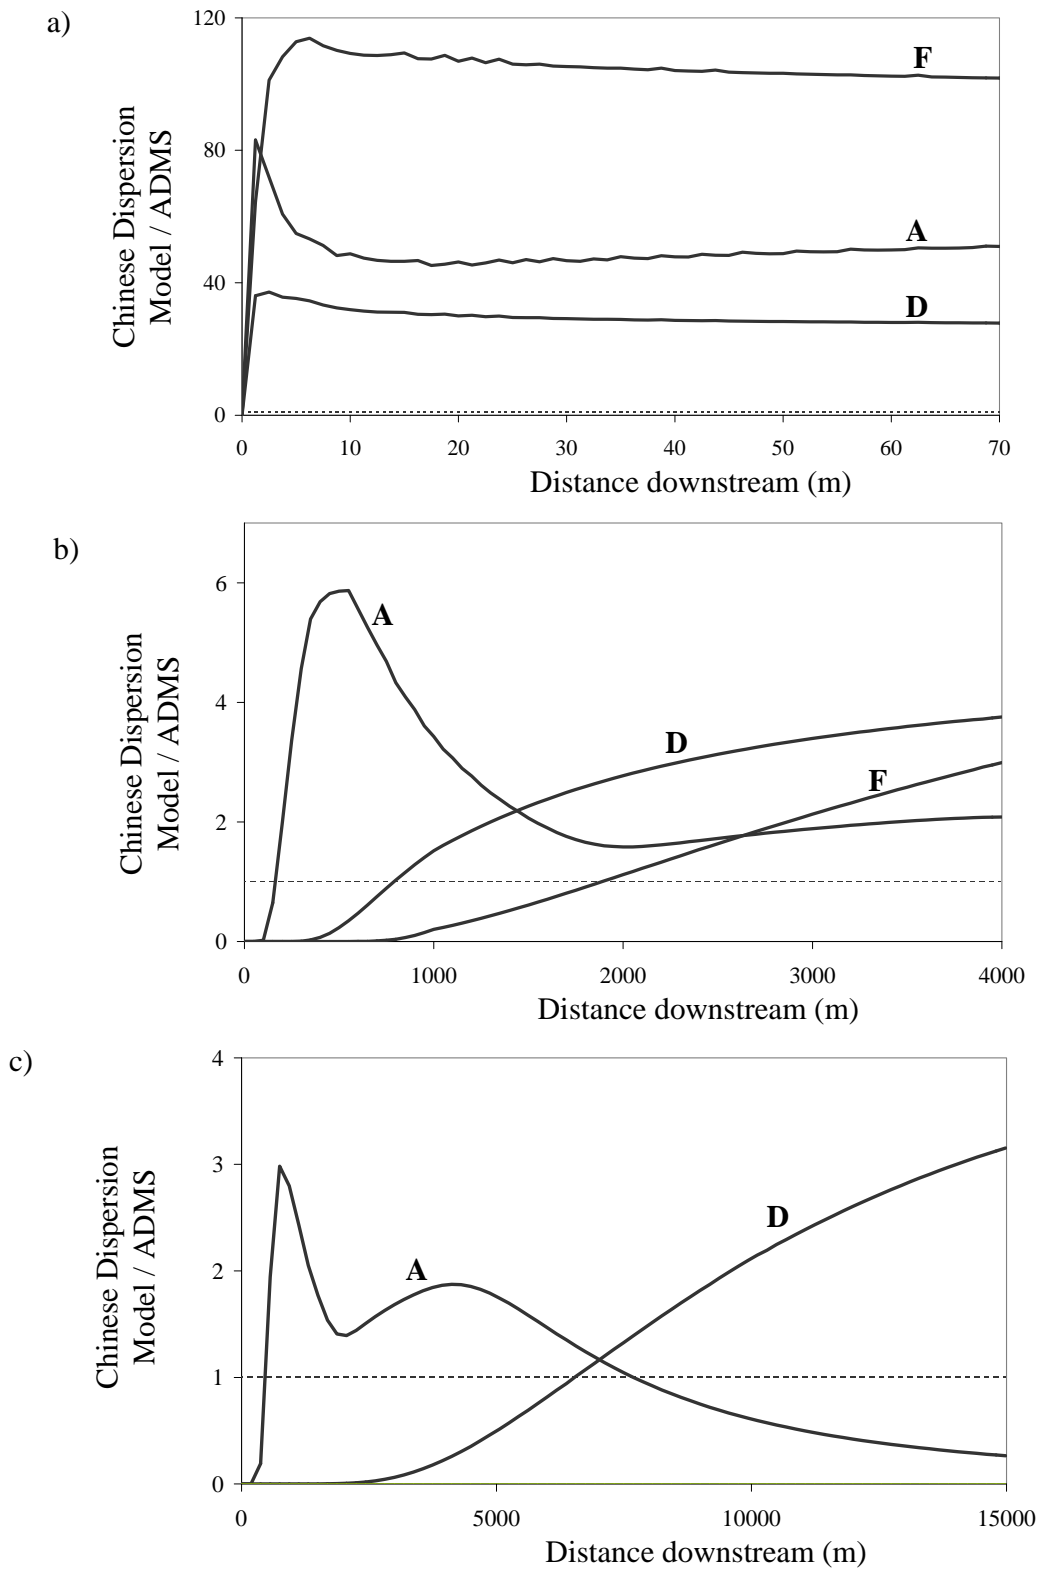 a)
120
80
40
0
Chinese Dispersion
Model / ADMS
F
A
D
0 10 20 30 40 50 60 70
Distance downstream (m)
b)
6
4
2
0
Chinese Dispersion
Model / ADMS
A
D
F
0 1000 2000 3000 4000
Distance downstream (m)
c)
4
3
2
1
0
Chinese Dispersion
Model / ADMS
A
D
0 5000 10000 15000
Distance downstream (m)